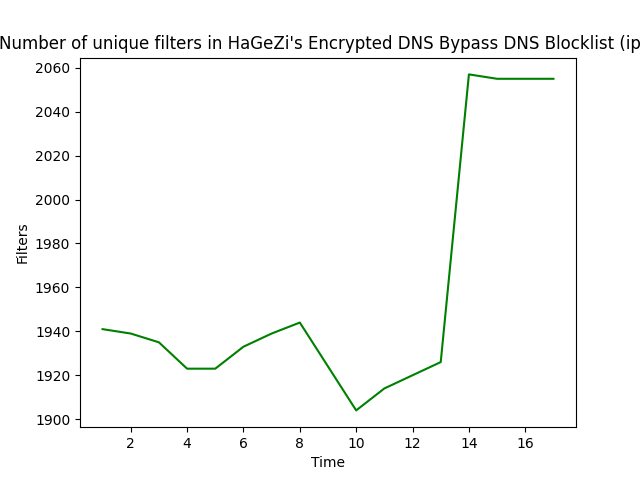 Number of unique filters in HaGeZi's Encrypted DNS Bypass DNS Blocklist (ip
2060
2040
2020
2000
1980
1960
1940
1920
1900
Filters
2 4 6 8 10 12 14 16
Time